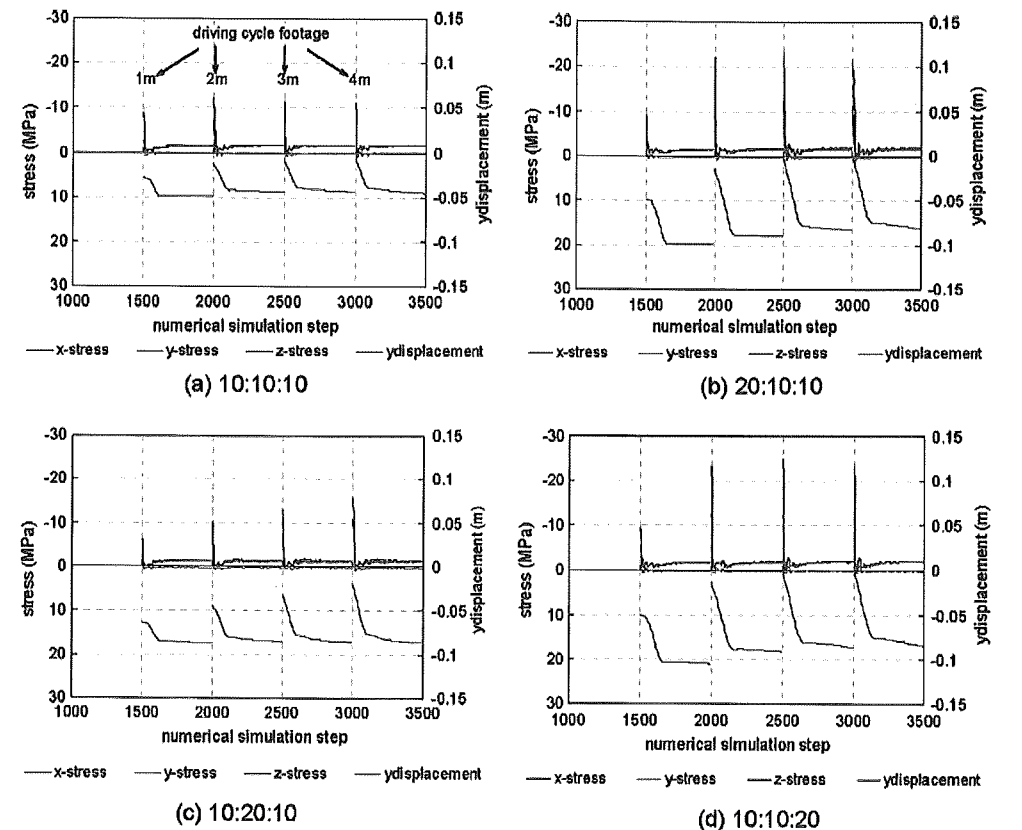 driving cycle footage
1m 2m 3m 4m
-30 -20 -10 0 10 20 30
stress (MPa)
0.15 0.1 0.05 0 -0.05 -0.1 -0.15
ydisplacement (m)
1000 1500 2000 2500 3000 3500
numerical simulation step
x-stress y-stress z-stress ydisplacement
(a) 10:10:10
-30 -20 -10 0 10 20 30
stress (MPa)
0.15 0.1 0.05 0 -0.05 -0.1 -0.15
ydisplacement (m)
1000 1500 2000 2500 3000 3500
numerical simulation step
x-stress y-stress z-stress ydisplacement
(b) 20:10:10
-30 -20 -10 0 10 20 30
stress (MPa)
0.15 0.1 0.05 0 -0.05 -0.1 -0.15
ydisplacement (m)
1000 1500 2000 2500 3000 3500
numerical simulation step
x-stress y-stress z-stress ydisplacement
(c) 10:20:10
-30 -20 -10 0 10 20 30
stress (MPa)
0.15 0.1 0.05 0 -0.05 -0.1 -0.15
ydisplacement (m)
1000 1500 2000 2500 3000 3500
numerical simulation step
x-stress y-stress z-stress ydisplacement
(d) 10:10:20